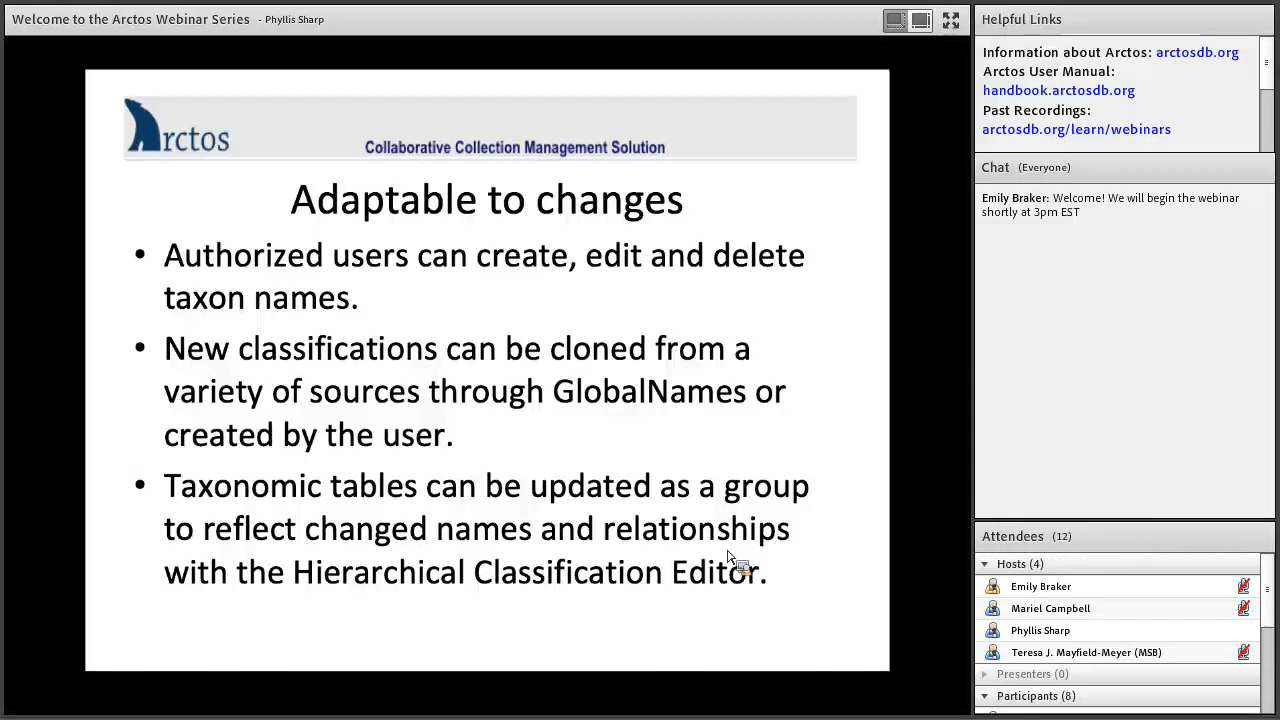 Welcome to the Arctos Webinar Series - Phyllis Sharp
Arctos
Collaborative Collection Management Solution
Adaptable to changes
• Authorized users can create, edit and delete
taxon names.
• New classifications can be cloned from a
variety of sources through GlobalNames or
created by the user.
• Taxonomic tables can be updated as a group
to reflect changed names and relationships
with the Hierarchical Classification Editor.
Helpful Links
Information about Arctos: arctosdb.org
Arctos User Manual:
handbook.arctosdb.org
Past Recordings:
arctosdb.org/learn/webinars
Chat (Everyone)
Emily Braker: Welcome! We will begin the webinar
shortly at 3pm EST
Attendees (12)
Hosts (4)
Emily Braker
Mariel Campbell
Phyllis Sharp
Teresa J. Mayfield-Meyer (MSB)
Presenters (0)
Participants (8)